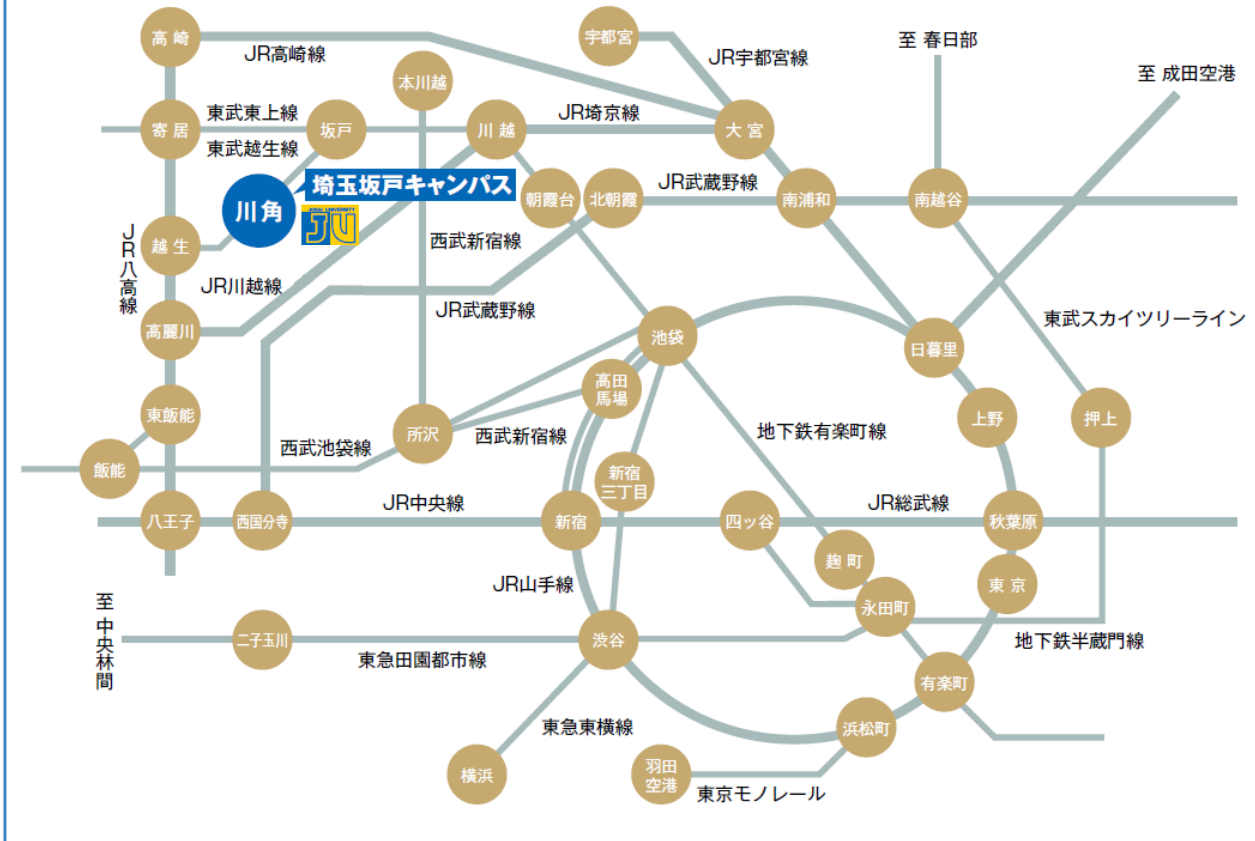 高崎
宇都宮
至 春日部
JR高崎線
JR宇都宮線
至 成田空港
本川越
東武東上線
JR埼京線
寄居
坂戸
川越
大宮
東武越生線
埼玉坂戸キャンパス
JR武蔵野線
川角
朝霞台
北朝霞
南浦和
南越谷
JOSAI UNIVERSITY
JU
越生
西武新宿線
JR八高線
JR川越線
JR武蔵野線
東武スカイツリーライン
高麗川
池袋
日暮里
高田
馬場
東飯能
上野
押上
所沢
西武新宿線
地下鉄有楽町線
西武池袋線
飯能
新宿
三丁目
JR中央線
JR総武線
八王子
西国分寺
新宿
四ッ谷
秋葉原
麹町
JR山手線
東京
至 中央林間
永田町
二子玉川
渋谷
地下鉄半蔵門線
東急田園都市線
有楽町
東急東横線
浜松町
横浜
羽田
空港
東京モノレール